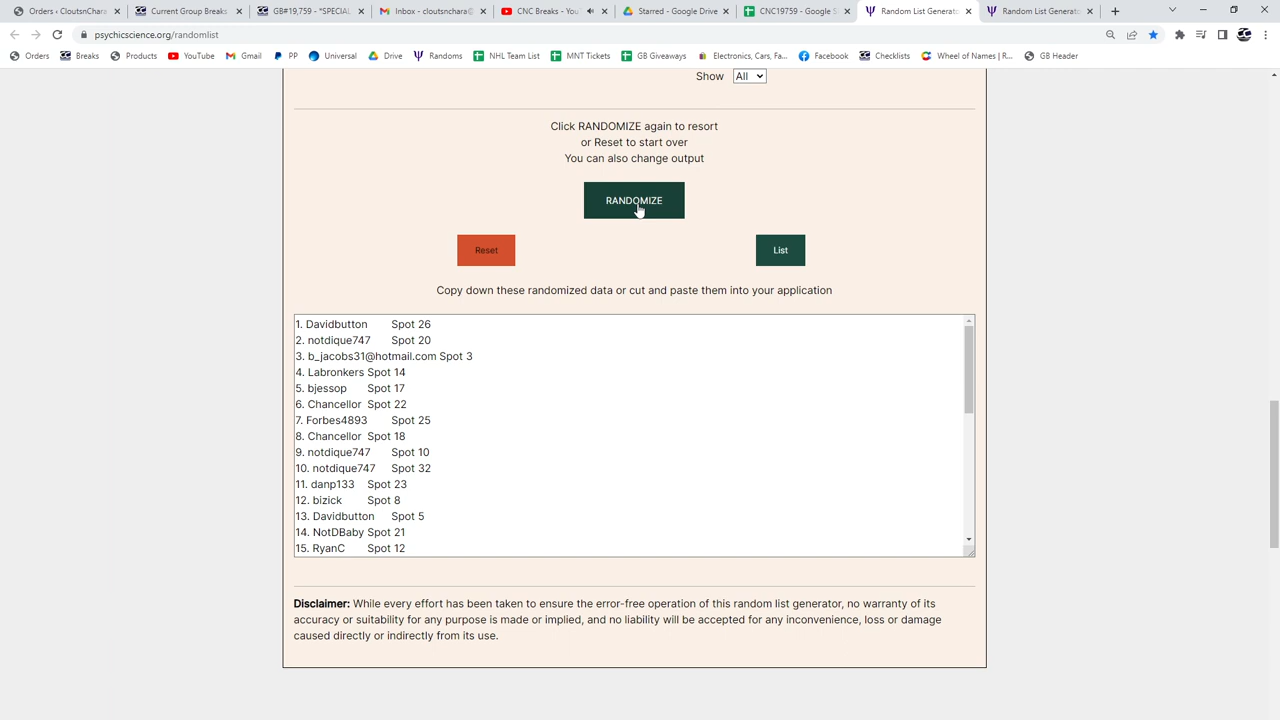 Orders ‹ CloutsnChara
Current Group Breaks
GB#19,759 - *SPECIAL
Inbox - cloutsnchara@
CNC Breaks - You
Starred - Google Drive
CNC19759 - Google S
Random List Generato
Random List Generato
psychicscience.org/randomlist
Orders
Breaks
Products
YouTube
Gmail
PP
Universal
Drive
Randoms
NHL Team List
MNT Tickets
GB Giveaways
Electronics, Cars, Fa...
Facebook
Checklists
Wheel of Names | R...
GB Header
Show All
Click RANDOMIZE again to resort
or Reset to start over
You can also change output
RANDOMIZE
Reset
List
Copy down these randomized data or cut and paste them into your application
1. Davidbutton Spot 26
2. notdique747 Spot 20
3. b_jacobs31@hotmail.com Spot 3
4. Labronkers Spot 14
5. bjessop Spot 17
6. Chancellor Spot 22
7. Forbes4893 Spot 25
8. Chancellor Spot 18
9. notdique747 Spot 10
10. notdique747 Spot 32
11. danp133 Spot 23
12. bizick Spot 8
13. Davidbutton Spot 5
14. NotDBaby Spot 21
15. RyanC Spot 12
Disclaimer: While every effort has been taken to ensure the error-free operation of this random list generator, no warranty of its
accuracy or suitability for any purpose is made or implied, and no liability will be accepted for any inconvenience, loss or damage
caused directly or indirectly from its use.